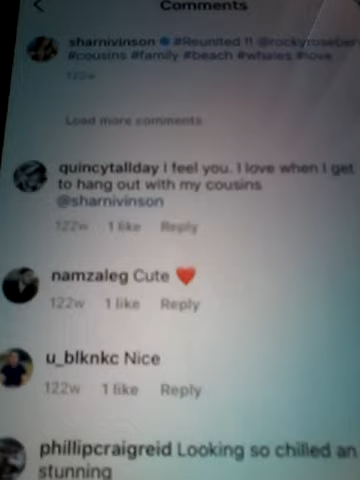 Comments
sharnivinson #Reunited !! @rockyroseber
#cousins #family #beach #whales #love
122w
Load more comments
quincytallday I feel you. I love when I get
to hang out with my cousins
@sharnivinson
122w 1 like Reply
namzaleg Cute ❤️
122w 1 like Reply
u_blknkc Nice
122w 1 like Reply
phillipcraigreid Looking so chilled an
stunning